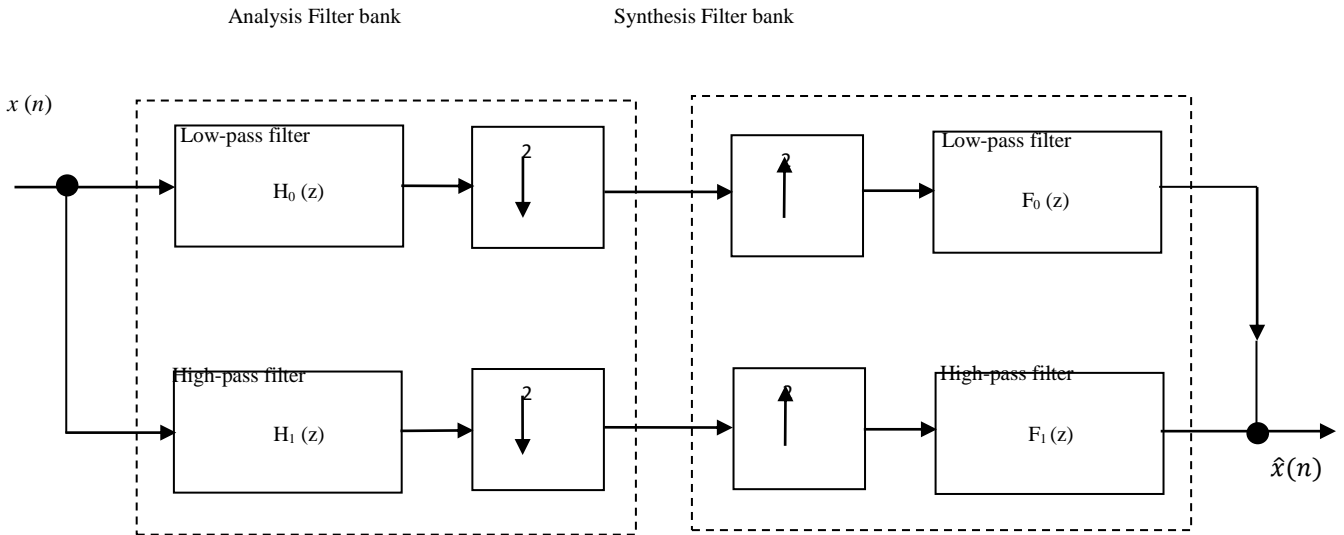 Analysis Filter bank Synthesis Filter bank
x (n)
Low-pass filter
H₀ (z)
2
2
Low-pass filter
F₀ (z)
High-pass filter
H₁ (z)
2
2
High-pass filter
F₁ (z)
x̂(n)